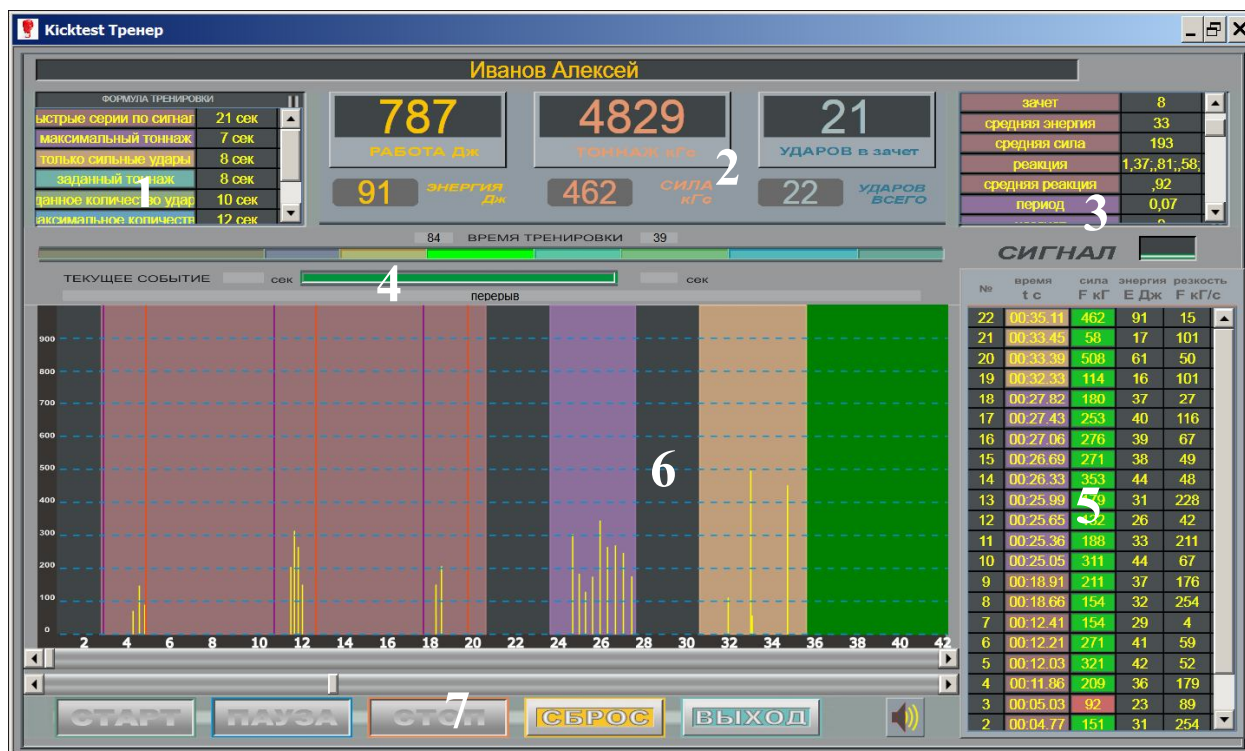 Kicktest Тренер
Иванов Алексей
ФОРМУЛА ТРЕНИРОВКИ
ыстрые серии по сигнал 21 сек
максимальный тоннаж 7 сек
только сильные удары 8 сек
заданный тоннаж 8 сек
данное количество удар 10 сек
аксимальное количеств 12 сек
1
787
РАБОТА Дж
4829
ТОННАЖ кГс
21
УДАРОВ в зачет
2
91 ЭНЕРГИЯ Дж
462 СИЛА кГс
22 УДАРОВ ВСЕГО
зачет 8
средняя энергия 33
средняя сила 193
реакция 1,37;,81;,58;
средняя реакция ,92
период 0,07
3
84 ВРЕМЯ ТРЕНИРОВКИ 39
СИГНАЛ
ТЕКУЩЕЕ СОБЫТИЕ сек 4 сек
перерыв
900
800
700
600
500
400
300
200
100
0
6
2 4 6 8 10 12 14 16 18 20 22 24 26 28 30 32 34 36 38 40 42
№ время t c сила F кГ энергия E Дж резкость F кГ/с
22 00:35.11 462 91 15
21 00:33.45 58 17 101
20 00:33.39 508 61 50
19 00:32.33 114 16 101
18 00:27.82 180 37 27
17 00:27.43 253 40 116
16 00:27.06 276 39 67
15 00:26.69 271 38 49
14 00:26.33 353 44 48
13 00:25.99 31 228
12 00:25.65 26 42
5
11 00:25.36 188 33 211
10 00:25.05 311 44 67
9 00:18.91 211 37 176
8 00:18.66 154 32 254
7 00:12.41 154 29 4
6 00:12.21 271 41 59
5 00:12.03 321 42 52
4 00:11.86 209 36 179
3 00:05.03 92 23 89
2 00:04.77 151 31 254
СТАРТ ПАУЗА СТОП СБРОС ВЫХОД
7